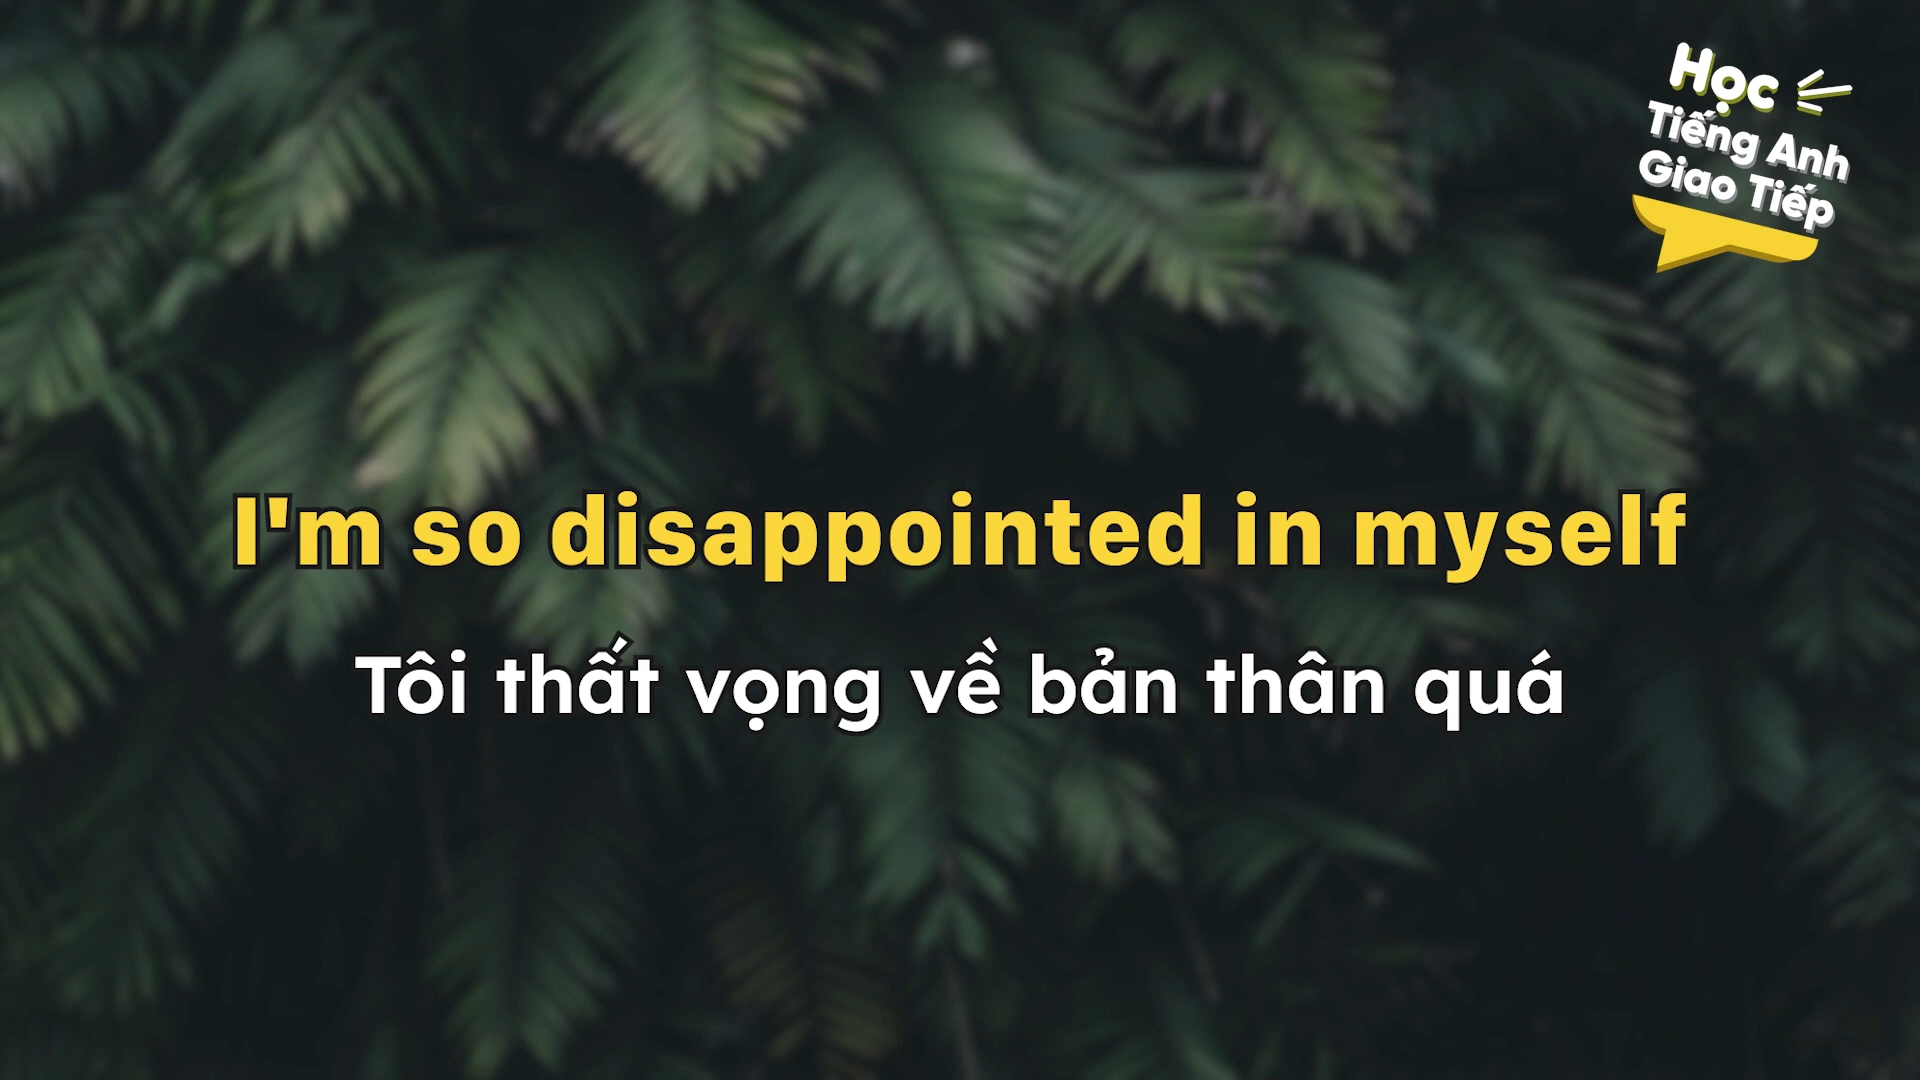 Học
Tiếng Anh
Giao Tiếp
I'm so disappointed in myself
Tôi thất vọng về bản thân quá